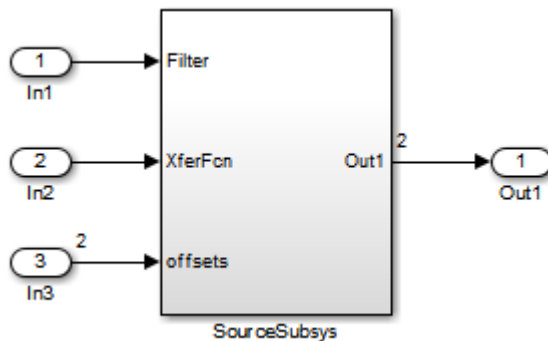 1
Filter
In1
2
XferFcn
Out1
2
1
In2
Out1
2
3
offsets
In3
SourceSubsys